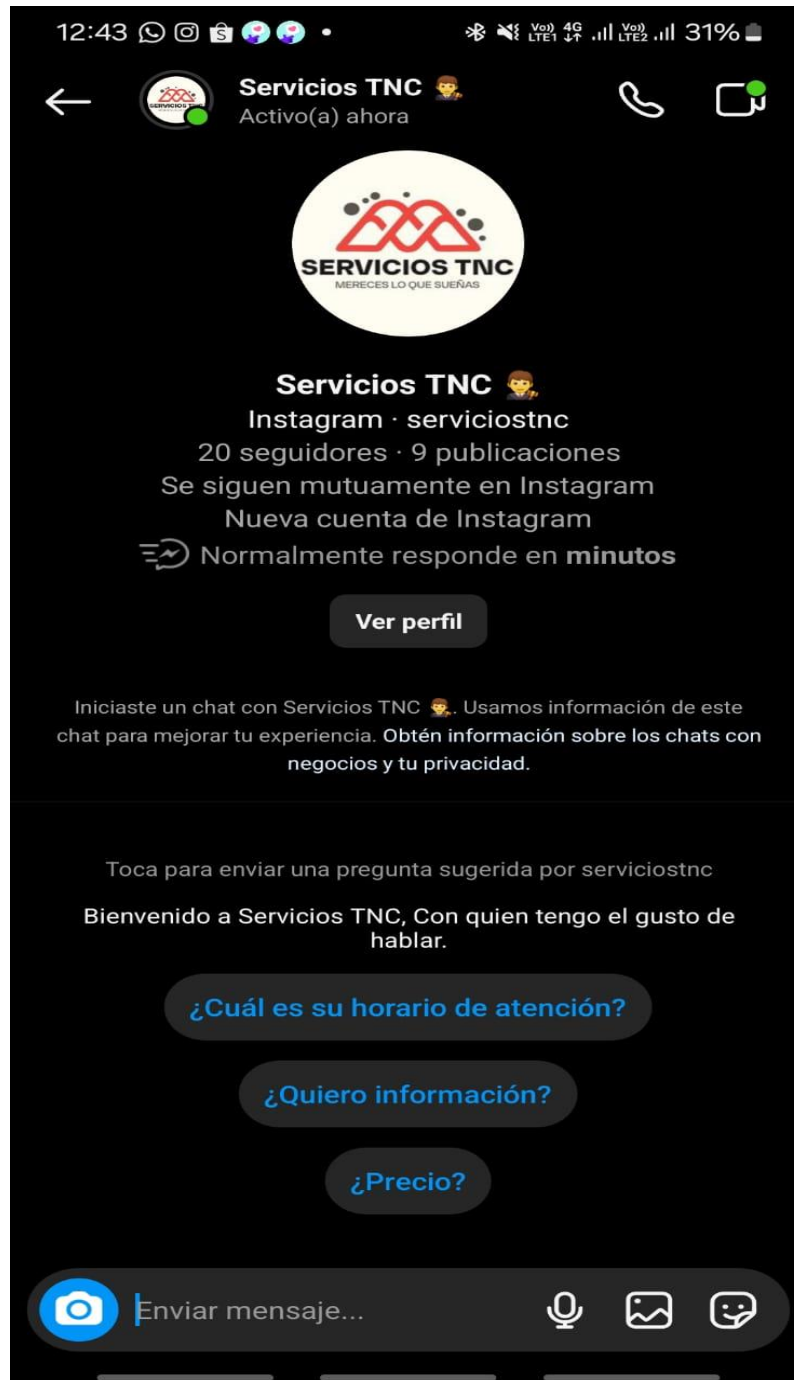 12:43 31%
Servicios TNC
Activo(a) ahora
SERVICIOS TNC
MERECES LO QUE SUEÑAS
Servicios TNC
Instagram · serviciostnc
20 seguidores · 9 publicaciones
Se siguen mutuamente en Instagram
Nueva cuenta de Instagram
Normalmente responde en minutos
Ver perfil
Iniciaste un chat con Servicios TNC. Usamos información de este
chat para mejorar tu experiencia. Obtén información sobre los chats con
negocios y tu privacidad.
Toca para enviar una pregunta sugerida por serviciostnc
Bienvenido a Servicios TNC, Con quien tengo el gusto de
hablar.
¿Cuál es su horario de atención?
¿Quiero información?
¿Precio?
Enviar mensaje...